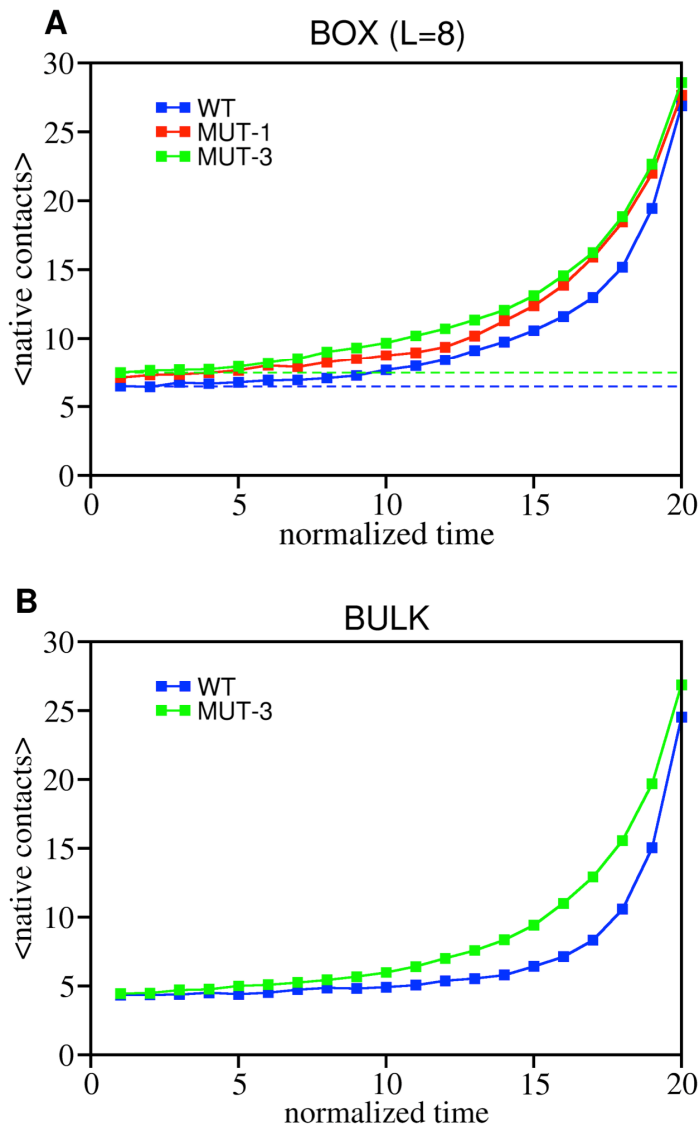 A
BOX (L=8)
30
25
20
15
10
5
0
<native contacts>
WT
MUT-1
MUT-3
0 5 10 15 20
normalized time
B
BULK
30
25
20
15
10
5
0
<native contacts>
WT
MUT-3
0 5 10 15 20
normalized time